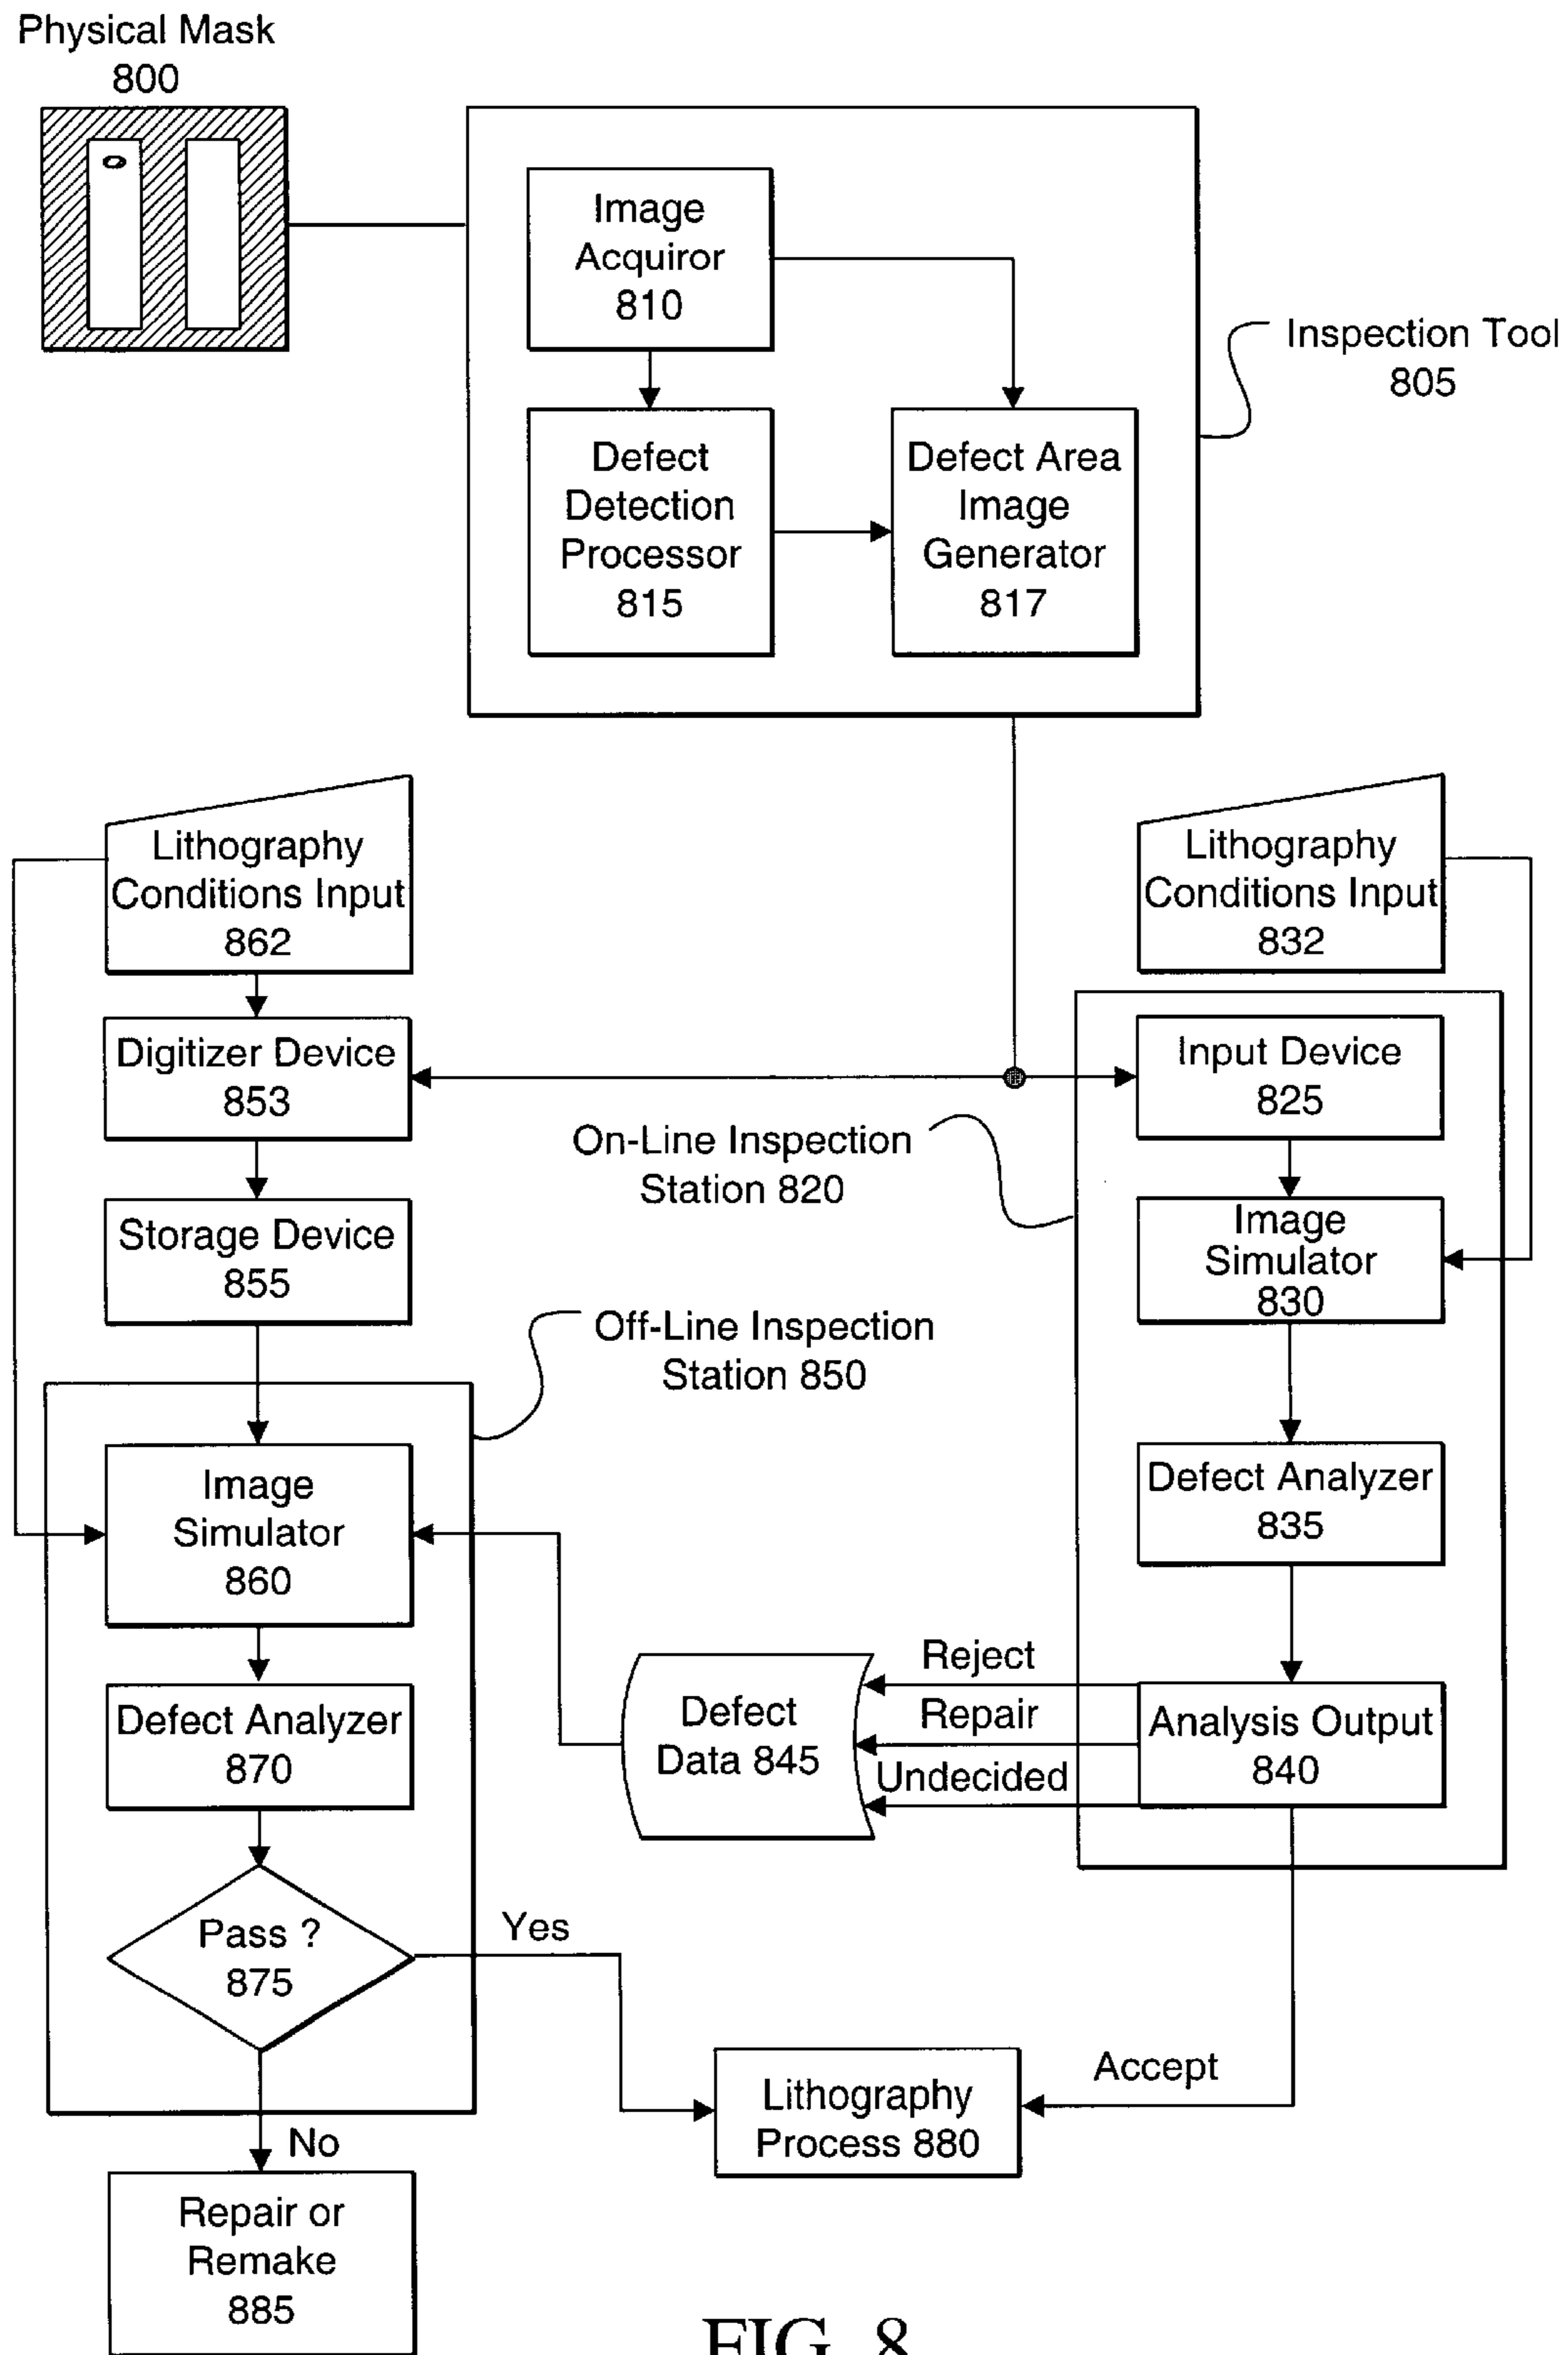 Physical Mask
800
Image
Acquiror
810
Inspection Tool
805
Defect
Detection
Processor
815
Defect Area
Image
Generator
817
Lithography
Conditions Input
862
Lithography
Conditions Input
832
Digitizer Device
853
Input Device
825
On-Line Inspection
Station 820
Storage Device
855
Image
Simulator
830
Off-Line Inspection
Station 850
Image
Simulator
860
Defect Analyzer
835
Reject
Repair
Undecided
Defect
Data 845
Analysis Output
840
Defect Analyzer
870
Pass ?
875
Yes
No
Accept
Lithography
Process 880
Repair or
Remake
885
FIG. 8